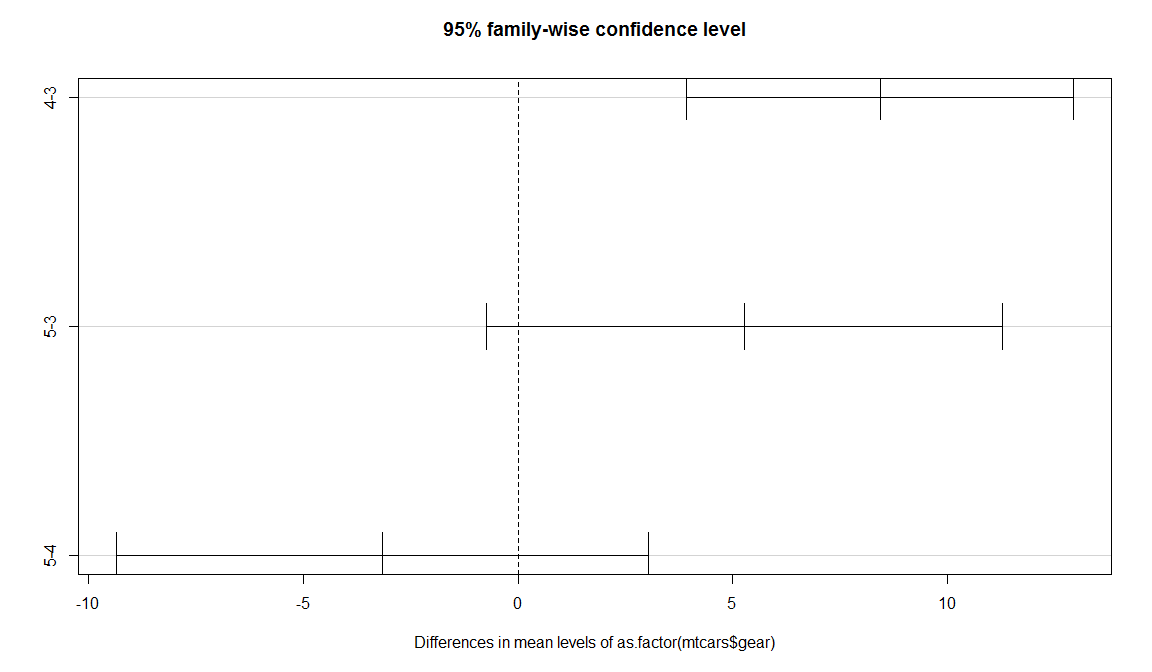 95% family-wise confidence level
4-3
5-3
5-4
-10 -5 0 5 10
Differences in mean levels of as.factor(mtcars$gear)